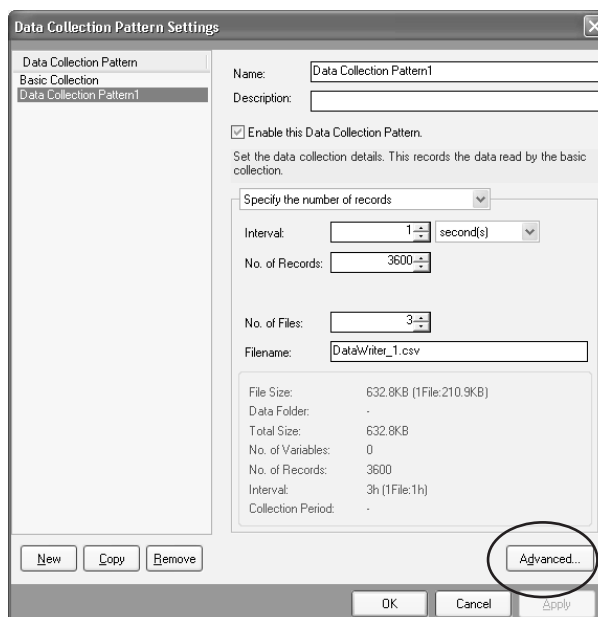 Data Collection Pattern Settings
Data Collection Pattern
Basic Collection
Data Collection Pattern1
Name: Data Collection Pattern1
Description:
Enable this Data Collection Pattern.
Set the data collection details. This records the data read by the basic
collection.
Specify the number of records
Interval: 1 second(s)
No. of Records: 3600
No. of Files: 3
Filename: DataWriter_1.csv
File Size: 632.8KB (1File:210.9KB)
Data Folder: -
Total Size: 632.8KB
No. of Variables: 0
No. of Records: 3600
Interval: 3h (1File:1h)
Collection Period: -
New Copy Remove Advanced...
OK Cancel Apply